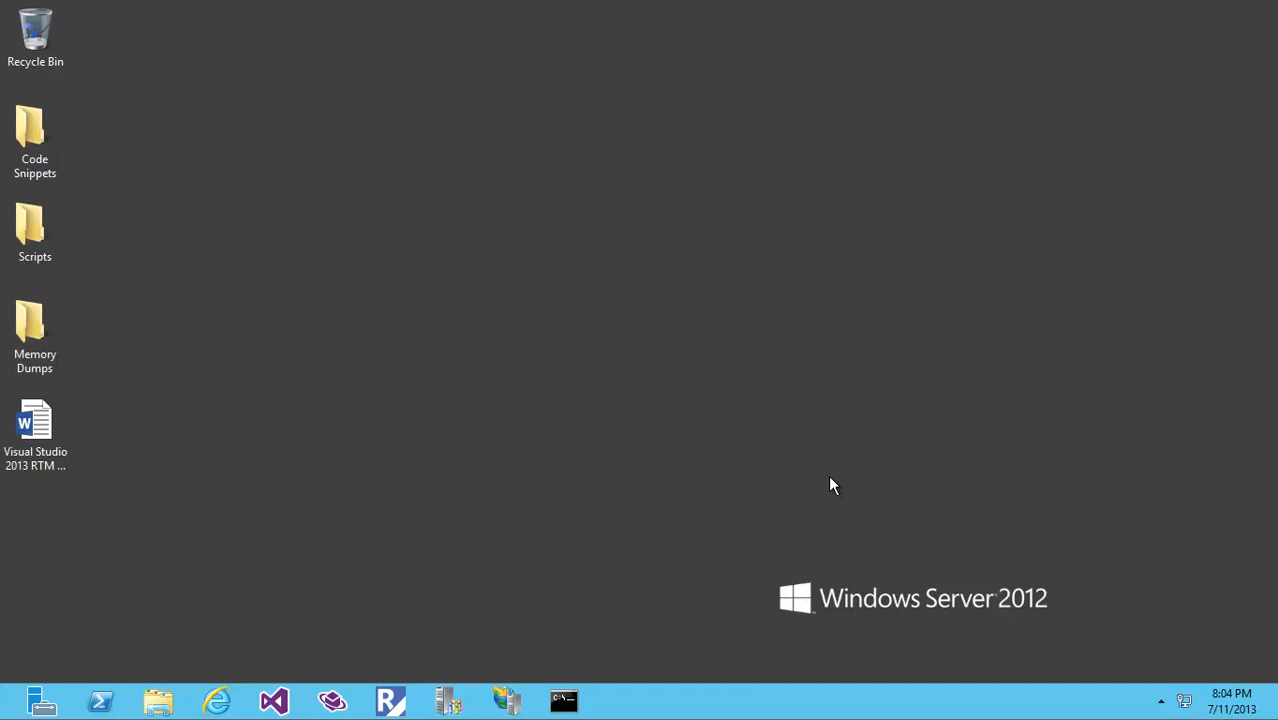 Recycle Bin
Code
Snippets
Scripts
Memory
Dumps
W
Visual Studio
2013 RTM ...
Windows Server 2012
R
C:\_
8:04 PM
7/11/2013